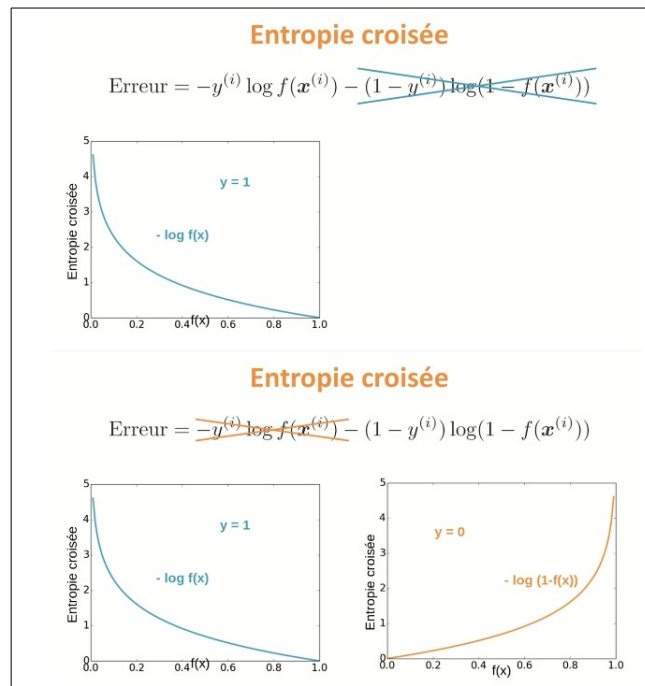 Entropie croisée
Erreur = −y^(i) log f(x^(i)) − (1 − y^(i)) log(1 − f(x^(i)))
Entropie croisée
5
4
3
2
1
0
y = 1
- log f(x)
0.0 0.2 0.4 0.6 0.8 1.0
f(x)
Entropie croisée
Erreur = −y^(i) log f(x^(i)) − (1 − y^(i)) log(1 − f(x^(i)))
Entropie croisée
5
4
3
2
1
0
y = 1
- log f(x)
0.0 0.2 0.4 0.6 0.8 1.0
f(x)
Entropie croisée
5
4
3
2
1
0
y = 0
- log (1-f(x))
0.0 0.2 0.4 0.6 0.8 1.0
f(x)